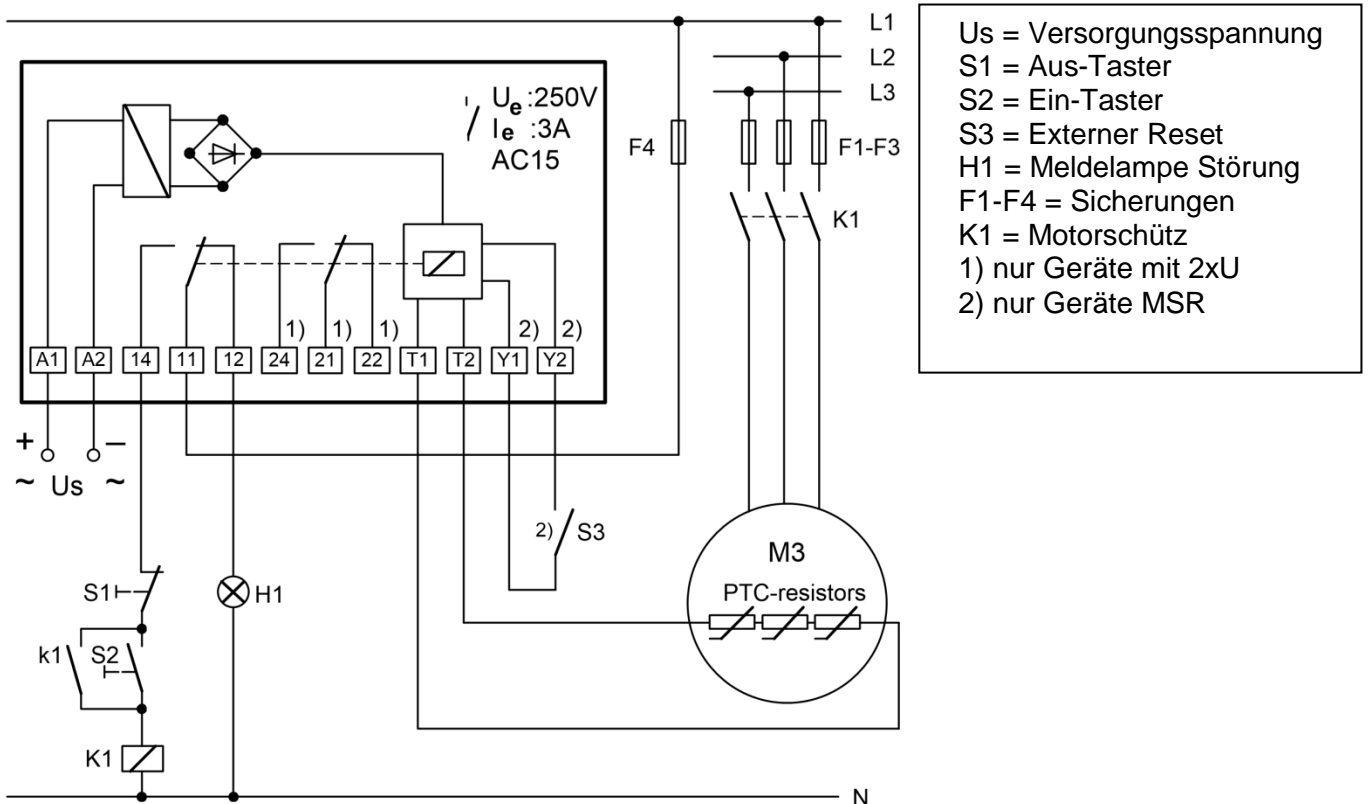 L1
L2
L3
Ue :250V
Ie :3A
AC15
F4
F1-F3
K1
1) 1) 1) 2) 2)
A1 A2 14 11 12 24 21 22 T1 T2 Y1 Y2
+ –
~ Us ~
2) S3
M3
PTC-resistors
S1
H1
k1 S2
K1
N
Us = Versorgungsspannung
S1 = Aus-Taster
S2 = Ein-Taster
S3 = Externer Reset
H1 = Meldelampe Störung
F1-F4 = Sicherungen
K1 = Motorschütz
1) nur Geräte mit 2xU
2) nur Geräte MSR